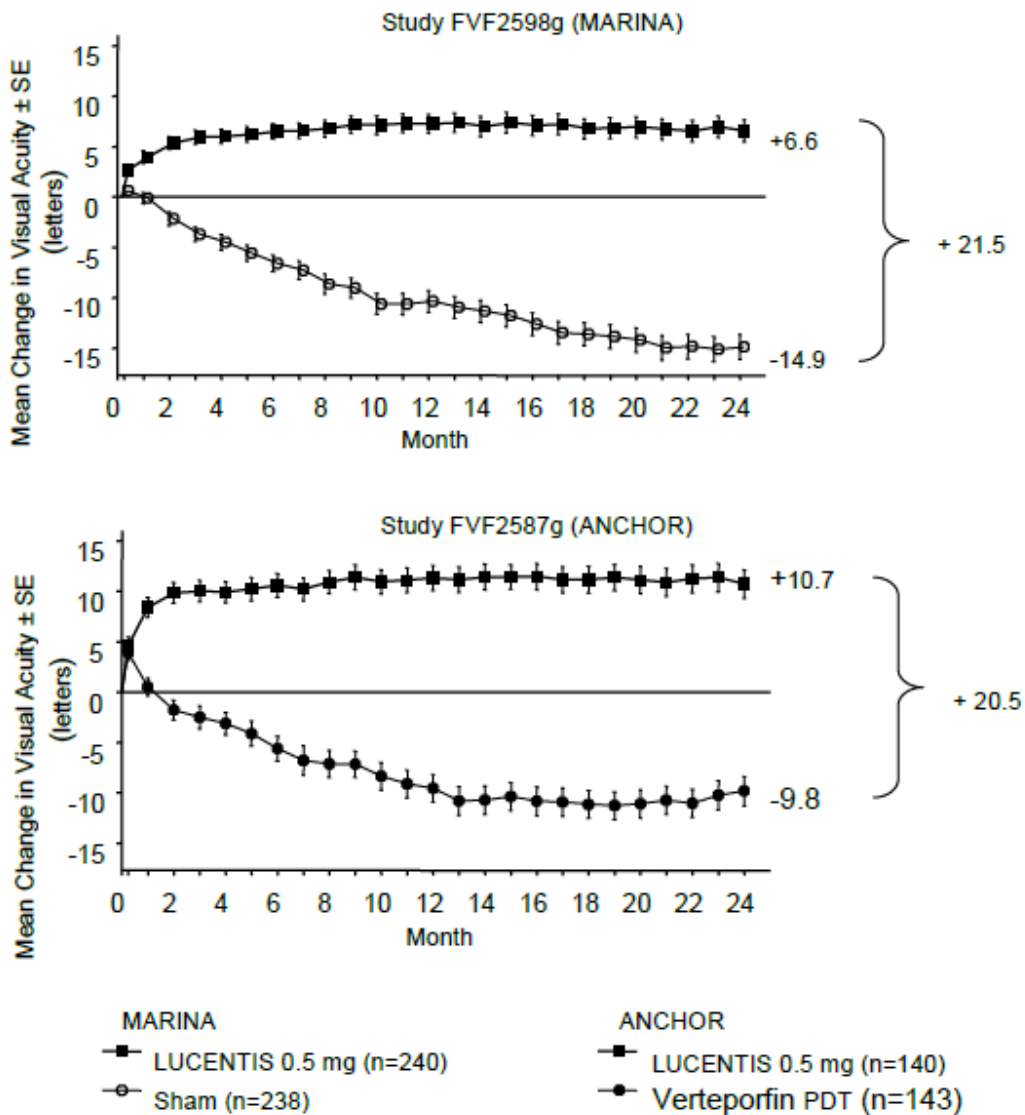 Study FVF2598g (MARINA)
Mean Change in Visual Acuity ± SE
(letters)
15
10
5
0
-5
-10
-15
+6.6
+ 21.5
-14.9
0 2 4 6 8 10 12 14 16 18 20 22 24
Month
Study FVF2587g (ANCHOR)
Mean Change in Visual Acuity ± SE
(letters)
15
10
5
0
-5
-10
-15
+10.7
+ 20.5
-9.8
0 2 4 6 8 10 12 14 16 18 20 22 24
Month
MARINA
LUCENTIS 0.5 mg (n=240)
Sham (n=238)
ANCHOR
LUCENTIS 0.5 mg (n=140)
Verteporfin PDT (n=143)